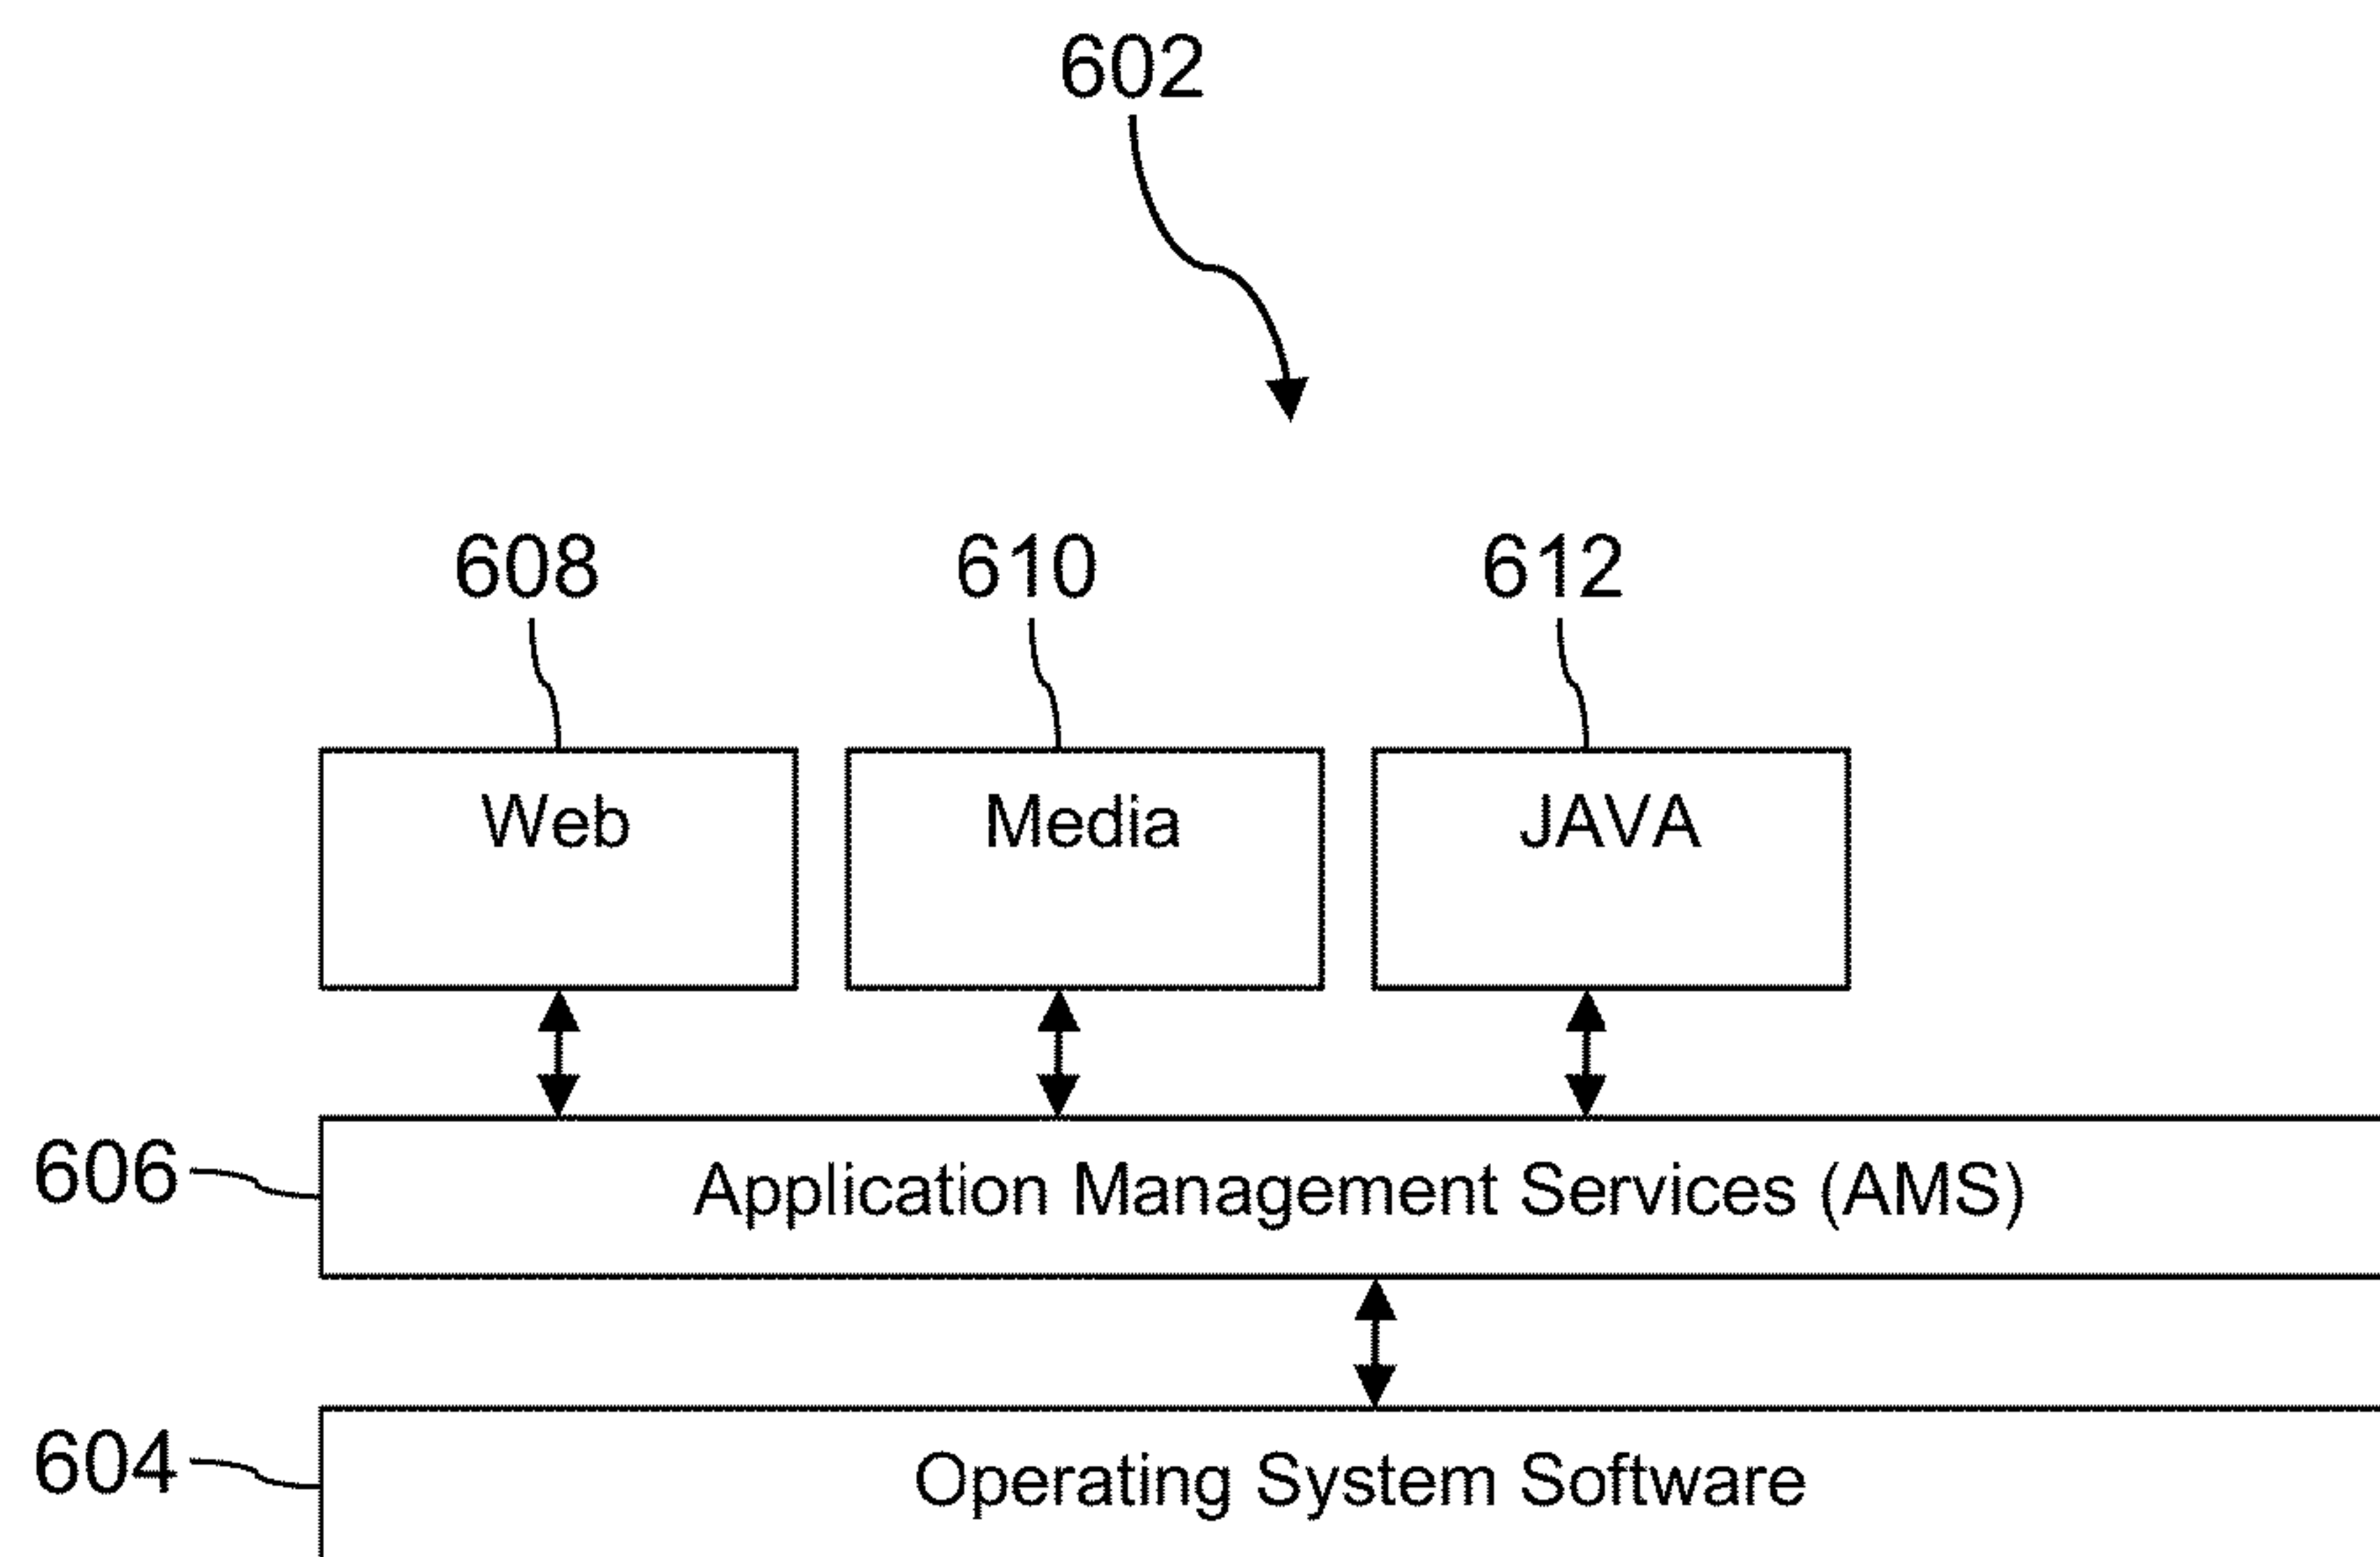 602
608 610 612
Web Media JAVA
606 Application Management Services (AMS)
604 Operating System Software